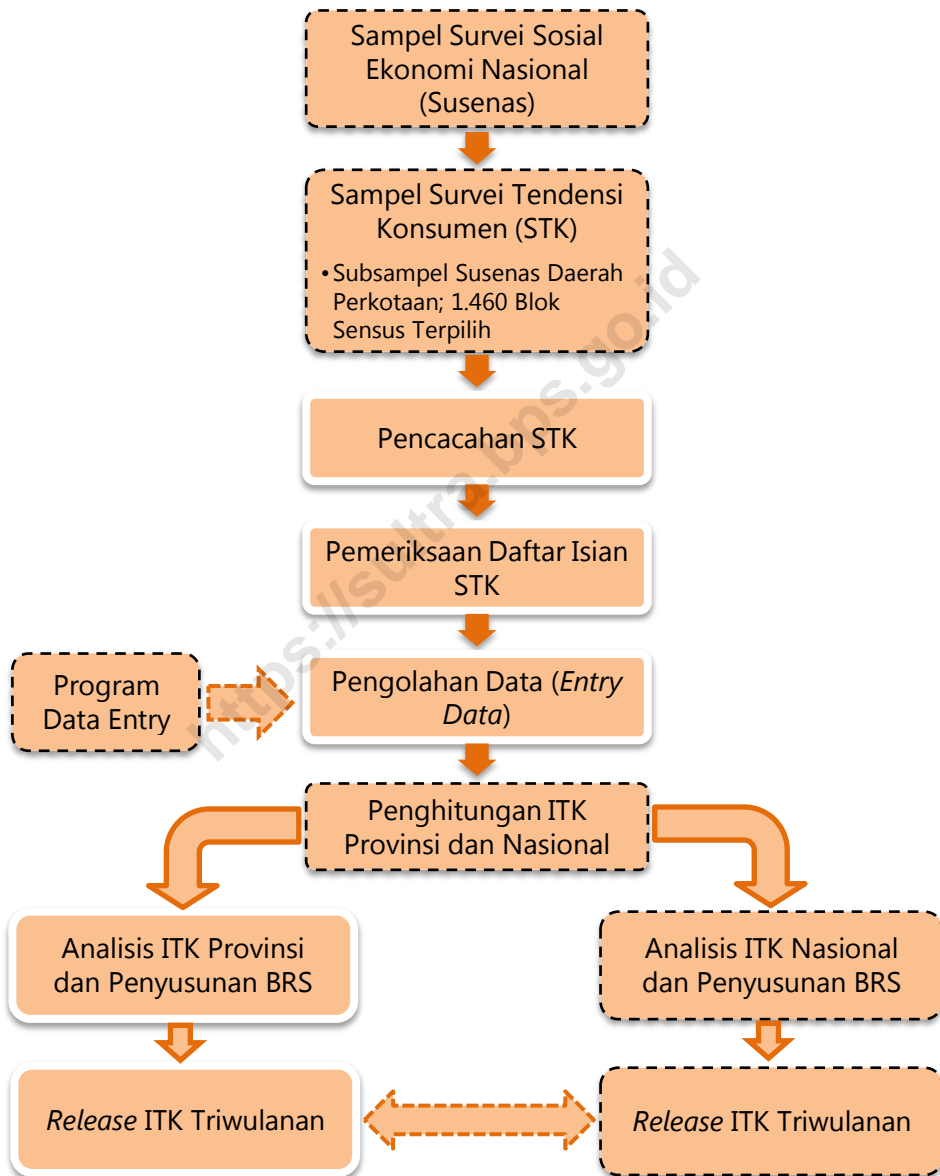 Sampel Survei Sosial
Ekonomi Nasional
(Susenas)
Sampel Survei Tendensi
Konsumen (STK)
•Subsampel Susenas Daerah
Perkotaan; 1.460 Blok
Sensus Terpilih
Pencacahan STK
Pemeriksaan Daftar Isian
STK
Program
Data Entry
Pengolahan Data (Entry
Data)
Penghitungan ITK
Provinsi dan Nasional
Analisis ITK Provinsi
dan Penyusunan BRS
Analisis ITK Nasional
dan Penyusunan BRS
Release ITK Triwulanan
Release ITK Triwulanan
https://sultra.bps.go.id